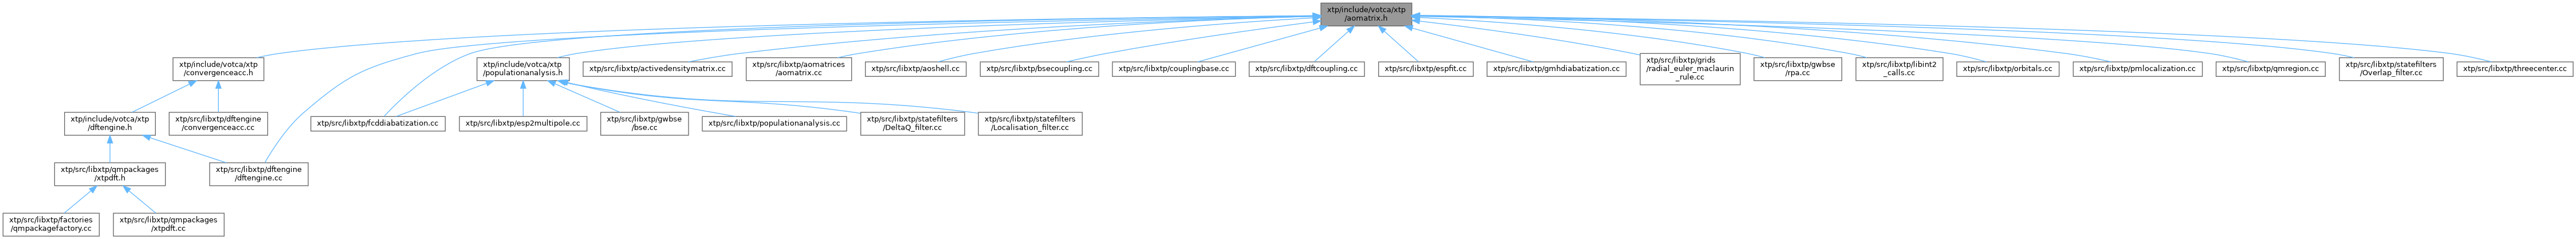 xtp/include/votca/xtp
/aomatrix.h
xtp/include/votca/xtp
/convergenceacc.h
xtp/include/votca/xtp
/populationanalysis.h
xtp/src/libxtp/activedensitymatrix.cc
xtp/src/libxtp/aomatrices
/aomatrix.cc
xtp/src/libxtp/aoshell.cc
xtp/src/libxtp/bsecoupling.cc
xtp/src/libxtp/couplingbase.cc
xtp/src/libxtp/dftcoupling.cc
xtp/src/libxtp/espfit.cc
xtp/src/libxtp/gmhdiabatization.cc
xtp/src/libxtp/grids
/radial_euler_maclaurin
_rule.cc
xtp/src/libxtp/gwbse
/rpa.cc
xtp/src/libxtp/libint2
_calls.cc
xtp/src/libxtp/orbitals.cc
xtp/src/libxtp/pmlocalization.cc
xtp/src/libxtp/qmregion.cc
xtp/src/libxtp/statefilters
/Overlap_filter.cc
xtp/src/libxtp/threecenter.cc
xtp/include/votca/xtp
/dftengine.h
xtp/src/libxtp/dftengine
/convergenceacc.cc
xtp/src/libxtp/fcddiabatization.cc
xtp/src/libxtp/esp2multipole.cc
xtp/src/libxtp/gwbse
/bse.cc
xtp/src/libxtp/populationanalysis.cc
xtp/src/libxtp/statefilters
/DeltaQ_filter.cc
xtp/src/libxtp/statefilters
/Localisation_filter.cc
xtp/src/libxtp/qmpackages
/xtpdft.h
xtp/src/libxtp/dftengine
/dftengine.cc
xtp/src/libxtp/factories
/qmpackagefactory.cc
xtp/src/libxtp/qmpackages
/xtpdft.cc